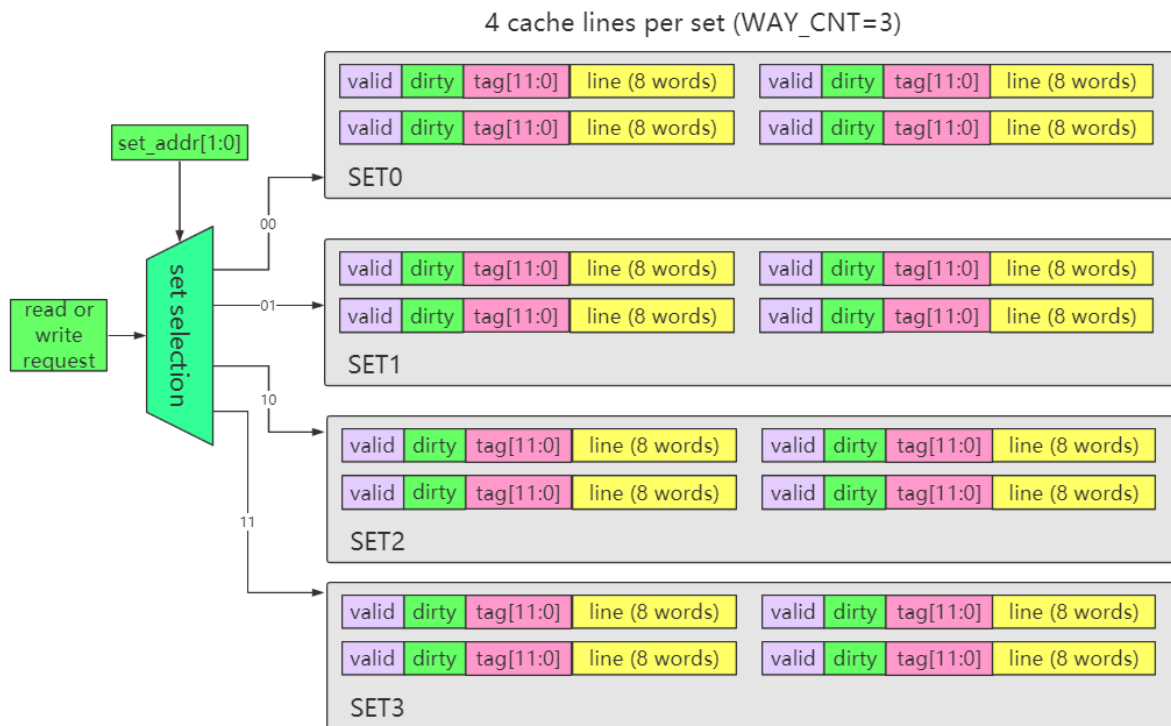 4 cache lines per set (WAY_CNT=3)
valid dirty tag[11:0] line (8 words) valid dirty tag[11:0] line (8 words)
valid dirty tag[11:0] line (8 words) valid dirty tag[11:0] line (8 words)
SET0
set_addr[1:0]
00
valid dirty tag[11:0] line (8 words) valid dirty tag[11:0] line (8 words)
valid dirty tag[11:0] line (8 words) valid dirty tag[11:0] line (8 words)
SET1
01
read or
write
request
set selection
10
valid dirty tag[11:0] line (8 words) valid dirty tag[11:0] line (8 words)
valid dirty tag[11:0] line (8 words) valid dirty tag[11:0] line (8 words)
SET2
11
valid dirty tag[11:0] line (8 words) valid dirty tag[11:0] line (8 words)
valid dirty tag[11:0] line (8 words) valid dirty tag[11:0] line (8 words)
SET3